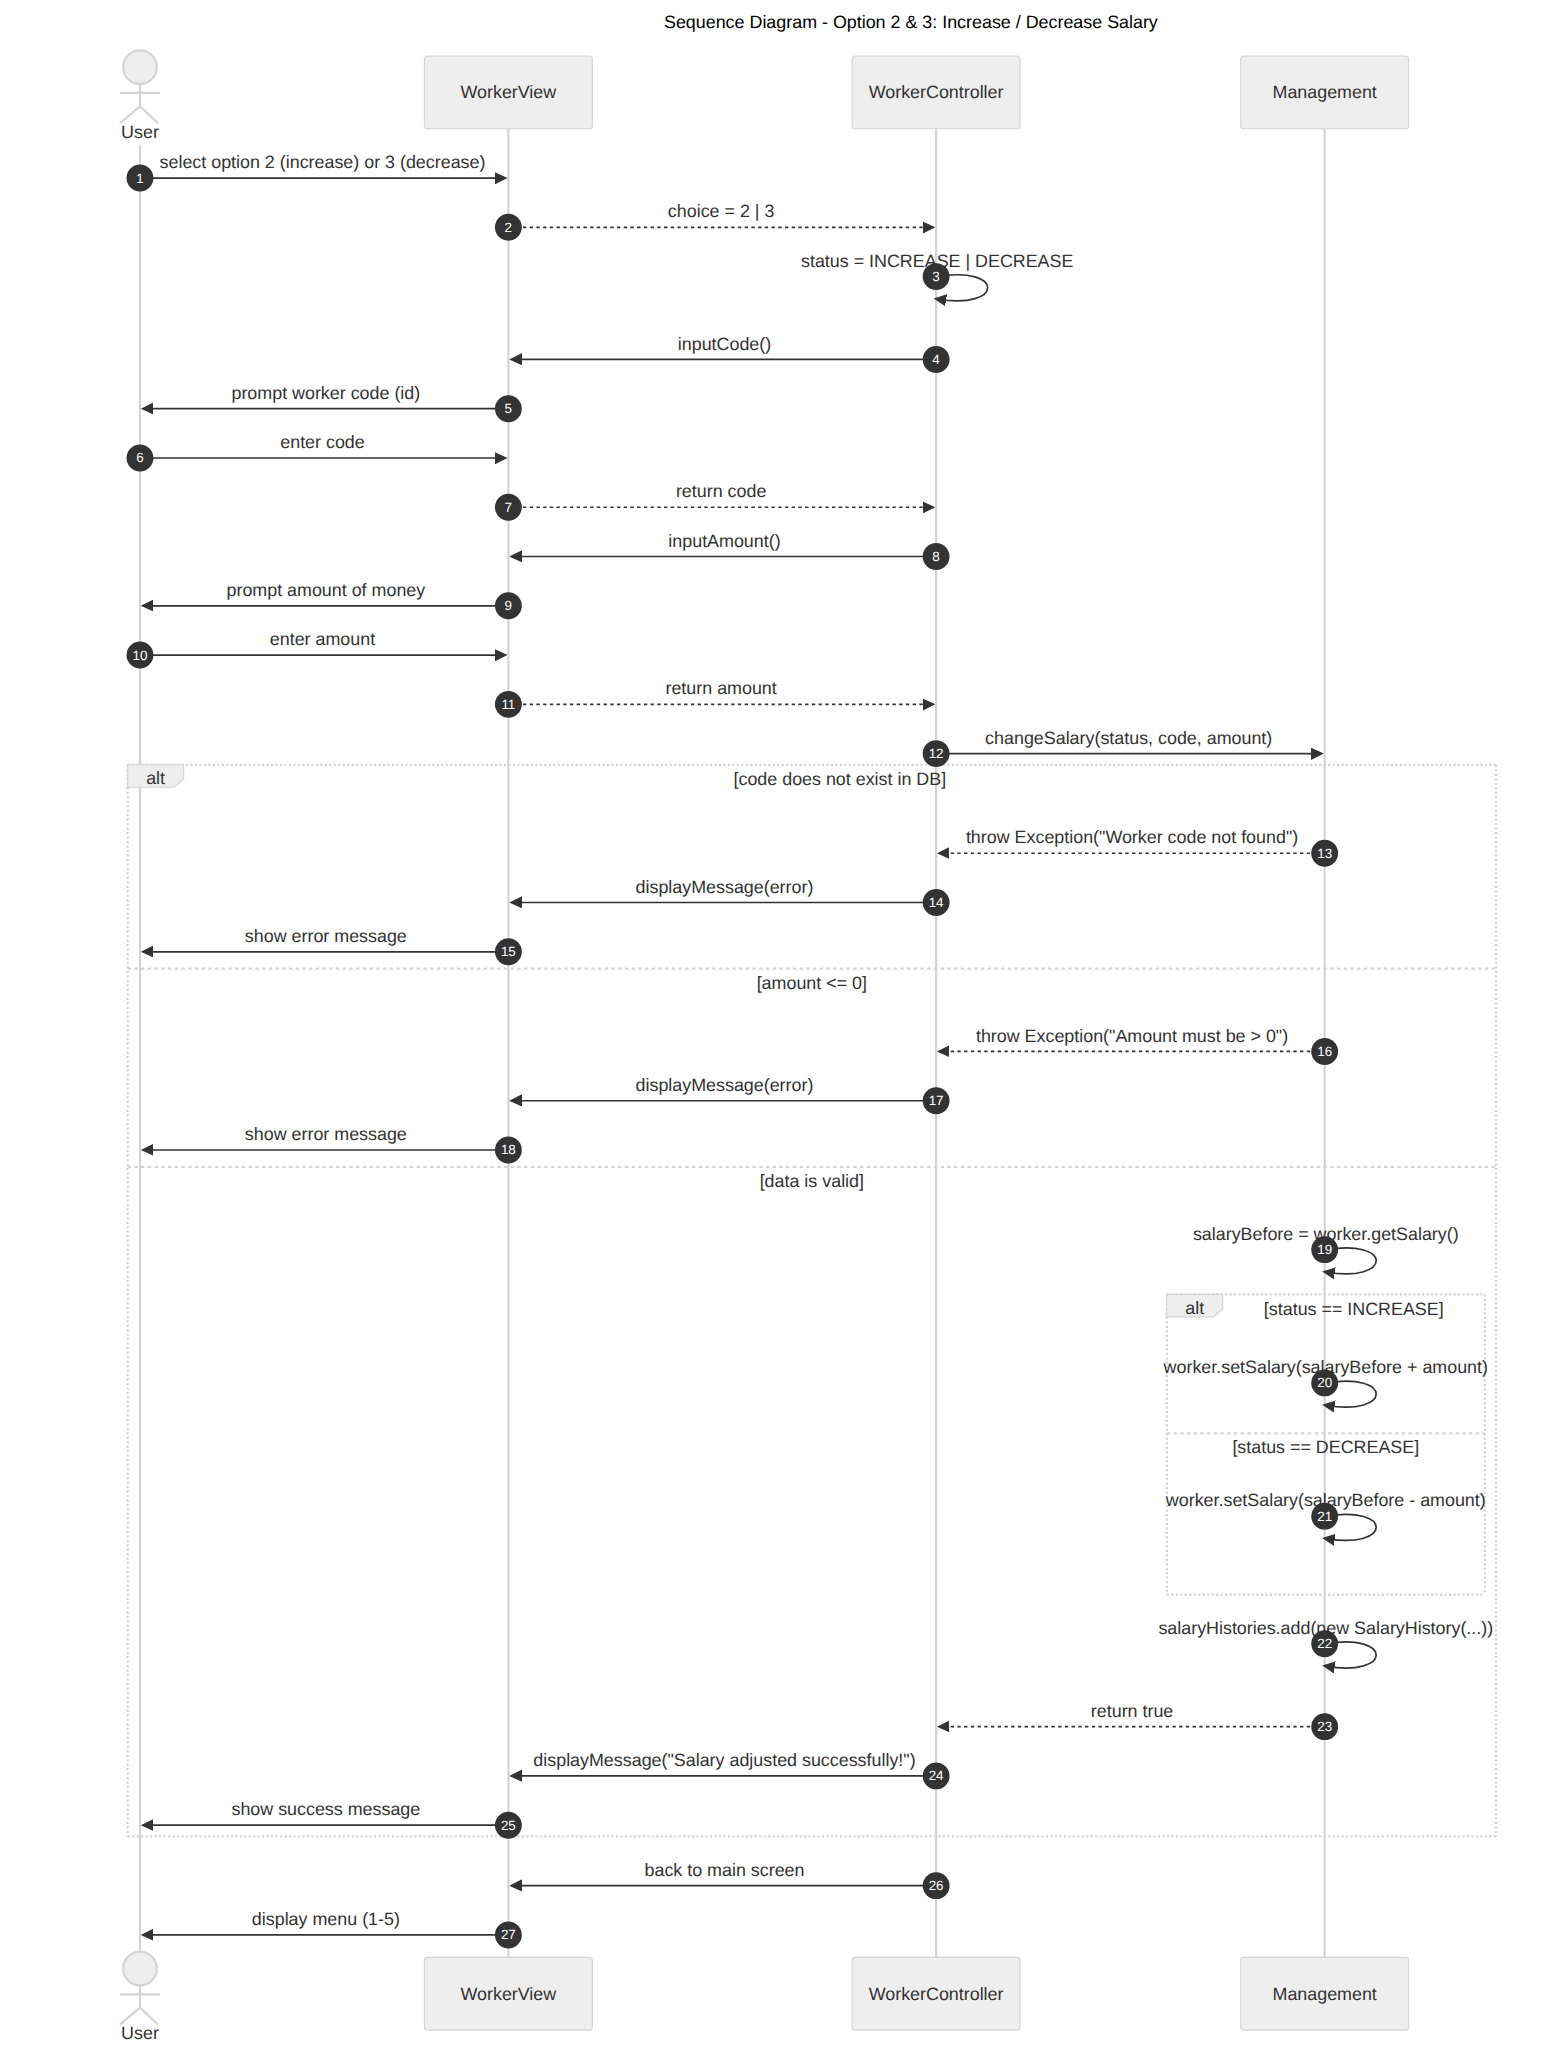 Sequence Diagram - Option 2 & 3: Increase / Decrease Salary
User
WorkerView
WorkerController
Management
select option 2 (increase) or 3 (decrease)
1
choice = 2 | 3
2
status = INCREASE | DECREASE
3
inputCode()
4
prompt worker code (id)
5
enter code
6
return code
7
inputAmount()
8
prompt amount of money
9
enter amount
10
return amount
11
changeSalary(status, code, amount)
12
alt
[code does not exist in DB]
throw Exception("Worker code not found")
13
displayMessage(error)
14
show error message
15
[amount <= 0]
throw Exception("Amount must be > 0")
16
displayMessage(error)
17
show error message
18
[data is valid]
salaryBefore = worker.getSalary()
19
alt
[status == INCREASE]
worker.setSalary(salaryBefore + amount)
20
[status == DECREASE]
worker.setSalary(salaryBefore - amount)
21
salaryHistories.add(new SalaryHistory(...))
22
return true
23
displayMessage("Salary adjusted successfully!")
24
show success message
25
back to main screen
26
display menu (1-5)
27
User
WorkerView
WorkerController
Management